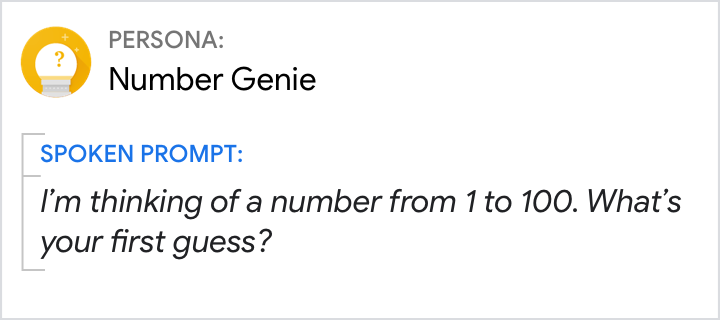 PERSONA:
Number Genie
SPOKEN PROMPT:
I’m thinking of a number from 1 to 100. What’s
your first guess?